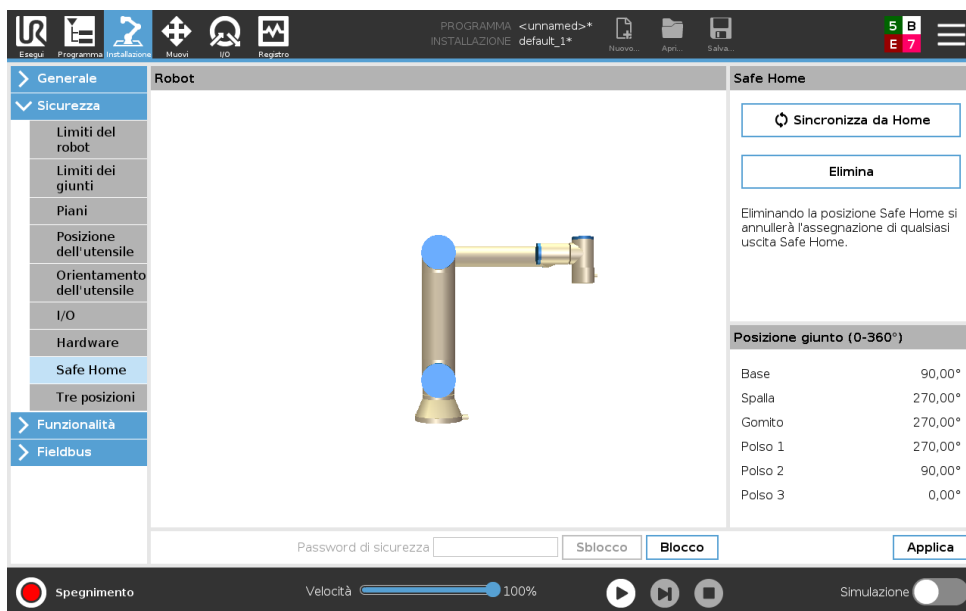 UR
PROGRAMMA <unnamed>*
INSTALLAZIONE default_1*
Esegui Programma Installazione Muovi I/O Registro
Nuovo... Apri... Salva...
5 B
E 7
Generale
Sicurezza
Limiti del
robot
Limiti dei
giunti
Piani
Posizione
dell'utensile
Orientamento
dell'utensile
I/O
Hardware
Safe Home
Tre posizioni
Funzionalità
Fieldbus
Robot
Safe Home
Sincronizza da Home
Elimina
Eliminando la posizione Safe Home si
annullerà l'assegnazione di qualsiasi
uscita Safe Home.
Posizione giunto (0-360°)
Base 90,00°
Spalla 270,00°
Gomito 270,00°
Polso 1 270,00°
Polso 2 90,00°
Polso 3 0,00°
Password di sicurezza Sblocco Blocco Applica
Spegnimento Velocità 100% Simulazione